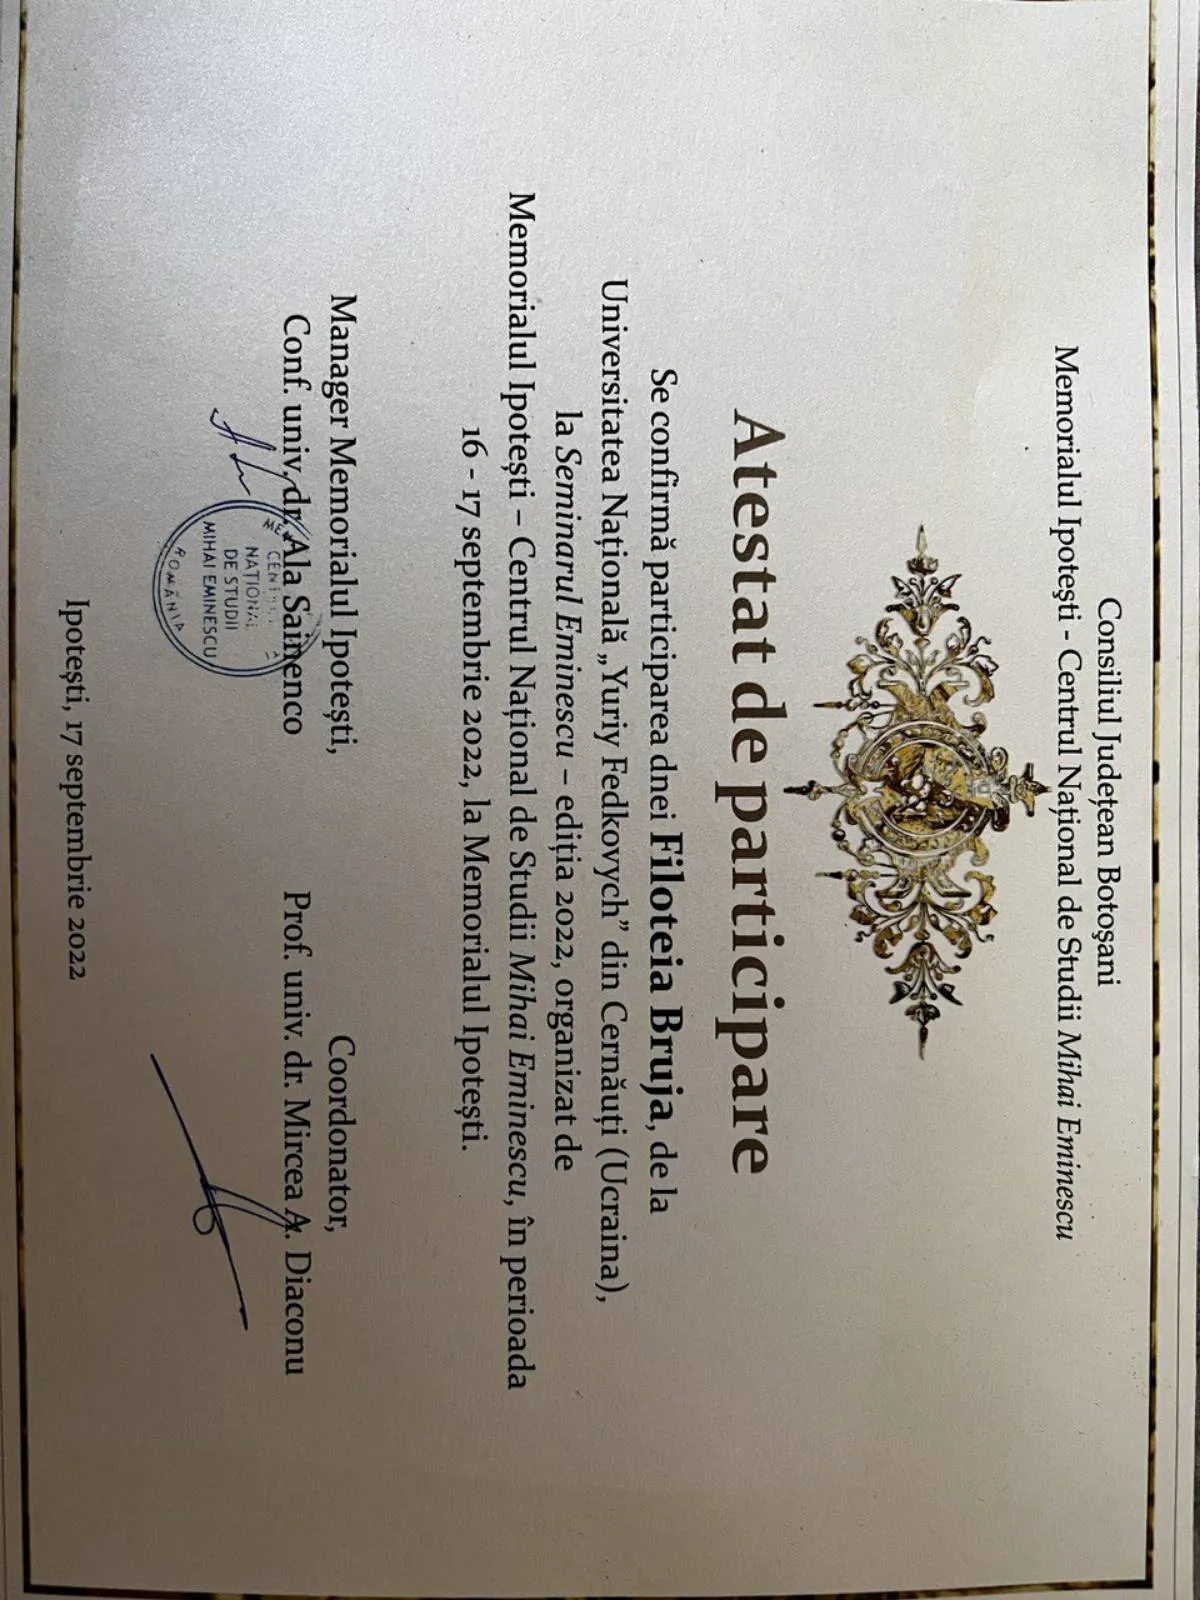 Consiliul Județean Botoșani
Memorialul Ipotești - Centrul Național de Studii Mihai Eminescu
Atestat de participare
Se confirmă participarea dnei Filoteia Bruja, de la
Universitatea Națională „Yuriy Fedkovych” din Cernăuți (Ucraina),
la Seminarul Eminescu – ediția 2022, organizat de
Memorialul Ipotești – Centrul Național de Studii Mihai Eminescu, în perioada
16 - 17 septembrie 2022, la Memorialul Ipotești.
Manager Memorialul Ipotești,
Conf. univ. dr. Ala Sainenco
Coordonator,
Prof. univ. dr. Mircea A. Diaconu
NAȚIONAL
DE STUDII
MIHAI EMINESCU
ROMÂNIA
Ipotești, 17 septembrie 2022